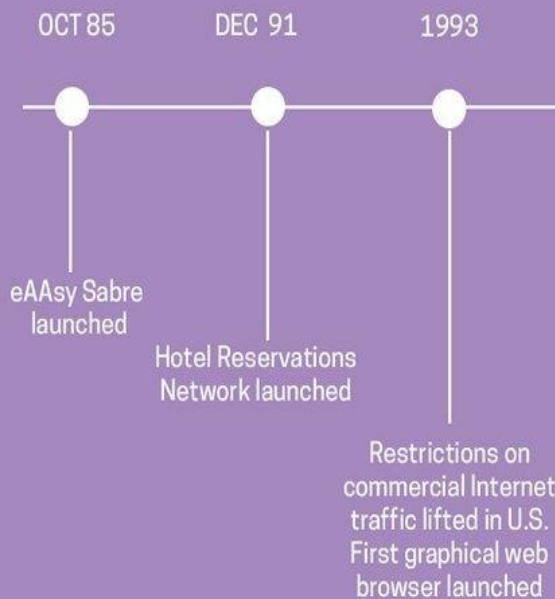 OCT 85
DEC 91
1993
eAAsy Sabre
launched
Hotel Reservations
Network launched
Restrictions on
commercial Internet
traffic lifted in U.S.
First graphical web
browser launched